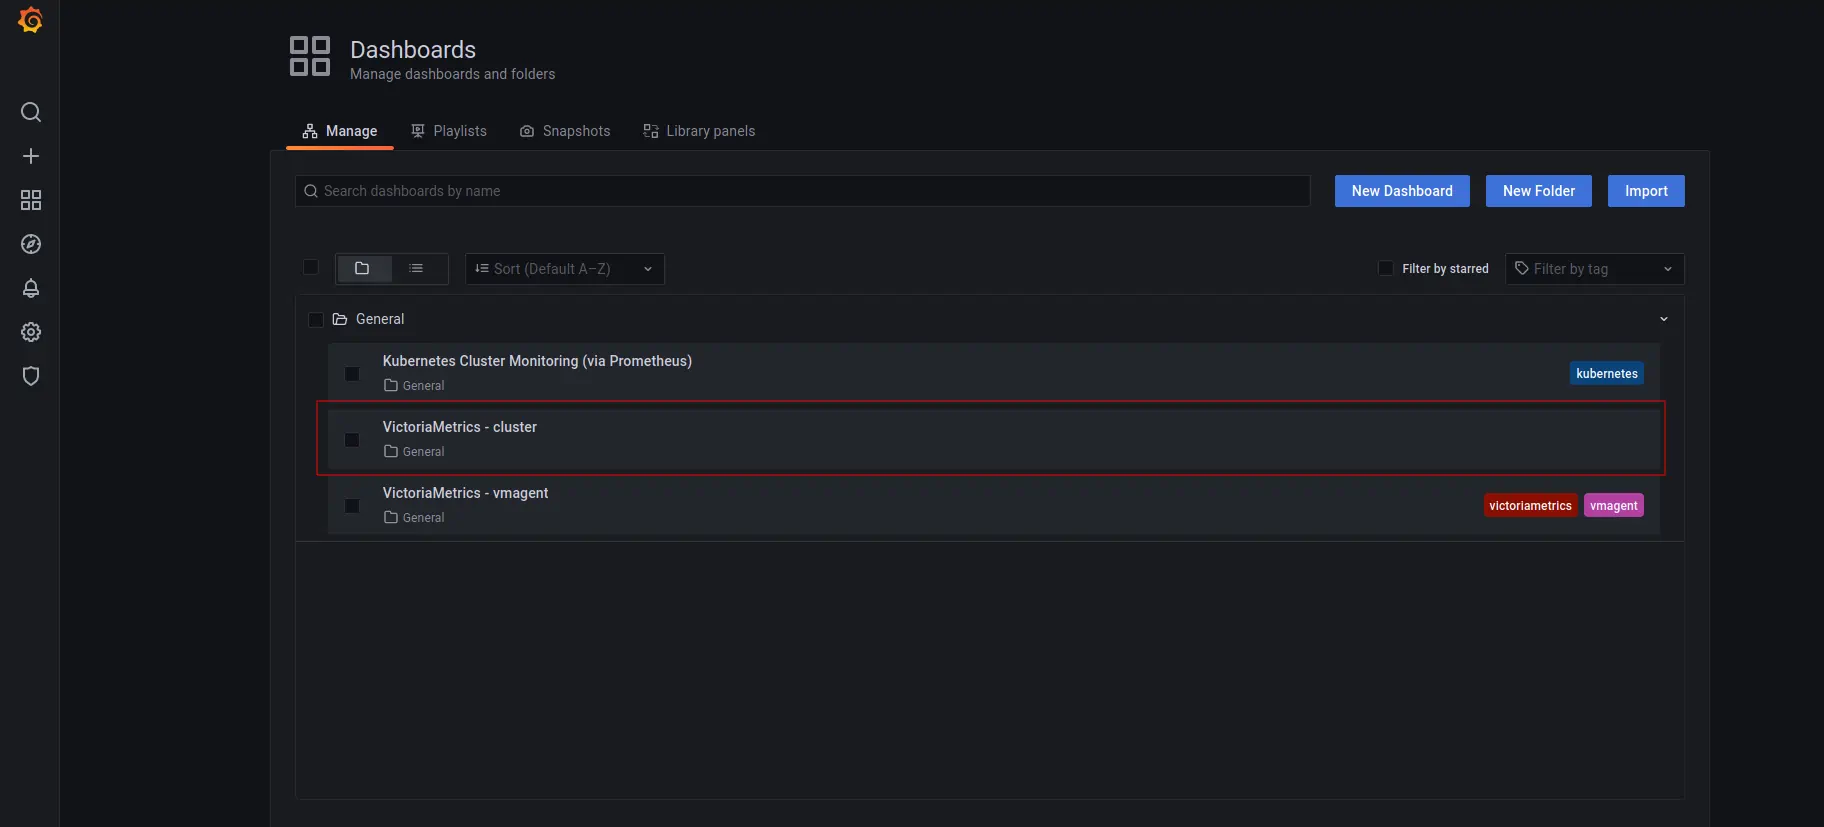 Dashboards
Manage dashboards and folders
Manage Playlists Snapshots Library panels
Search dashboards by name New Dashboard New Folder Import
Sort (Default A–Z) Filter by starred Filter by tag
General
Kubernetes Cluster Monitoring (via Prometheus)
General
kubernetes
VictoriaMetrics - cluster
General
VictoriaMetrics - vmagent
General
victoriametrics vmagent